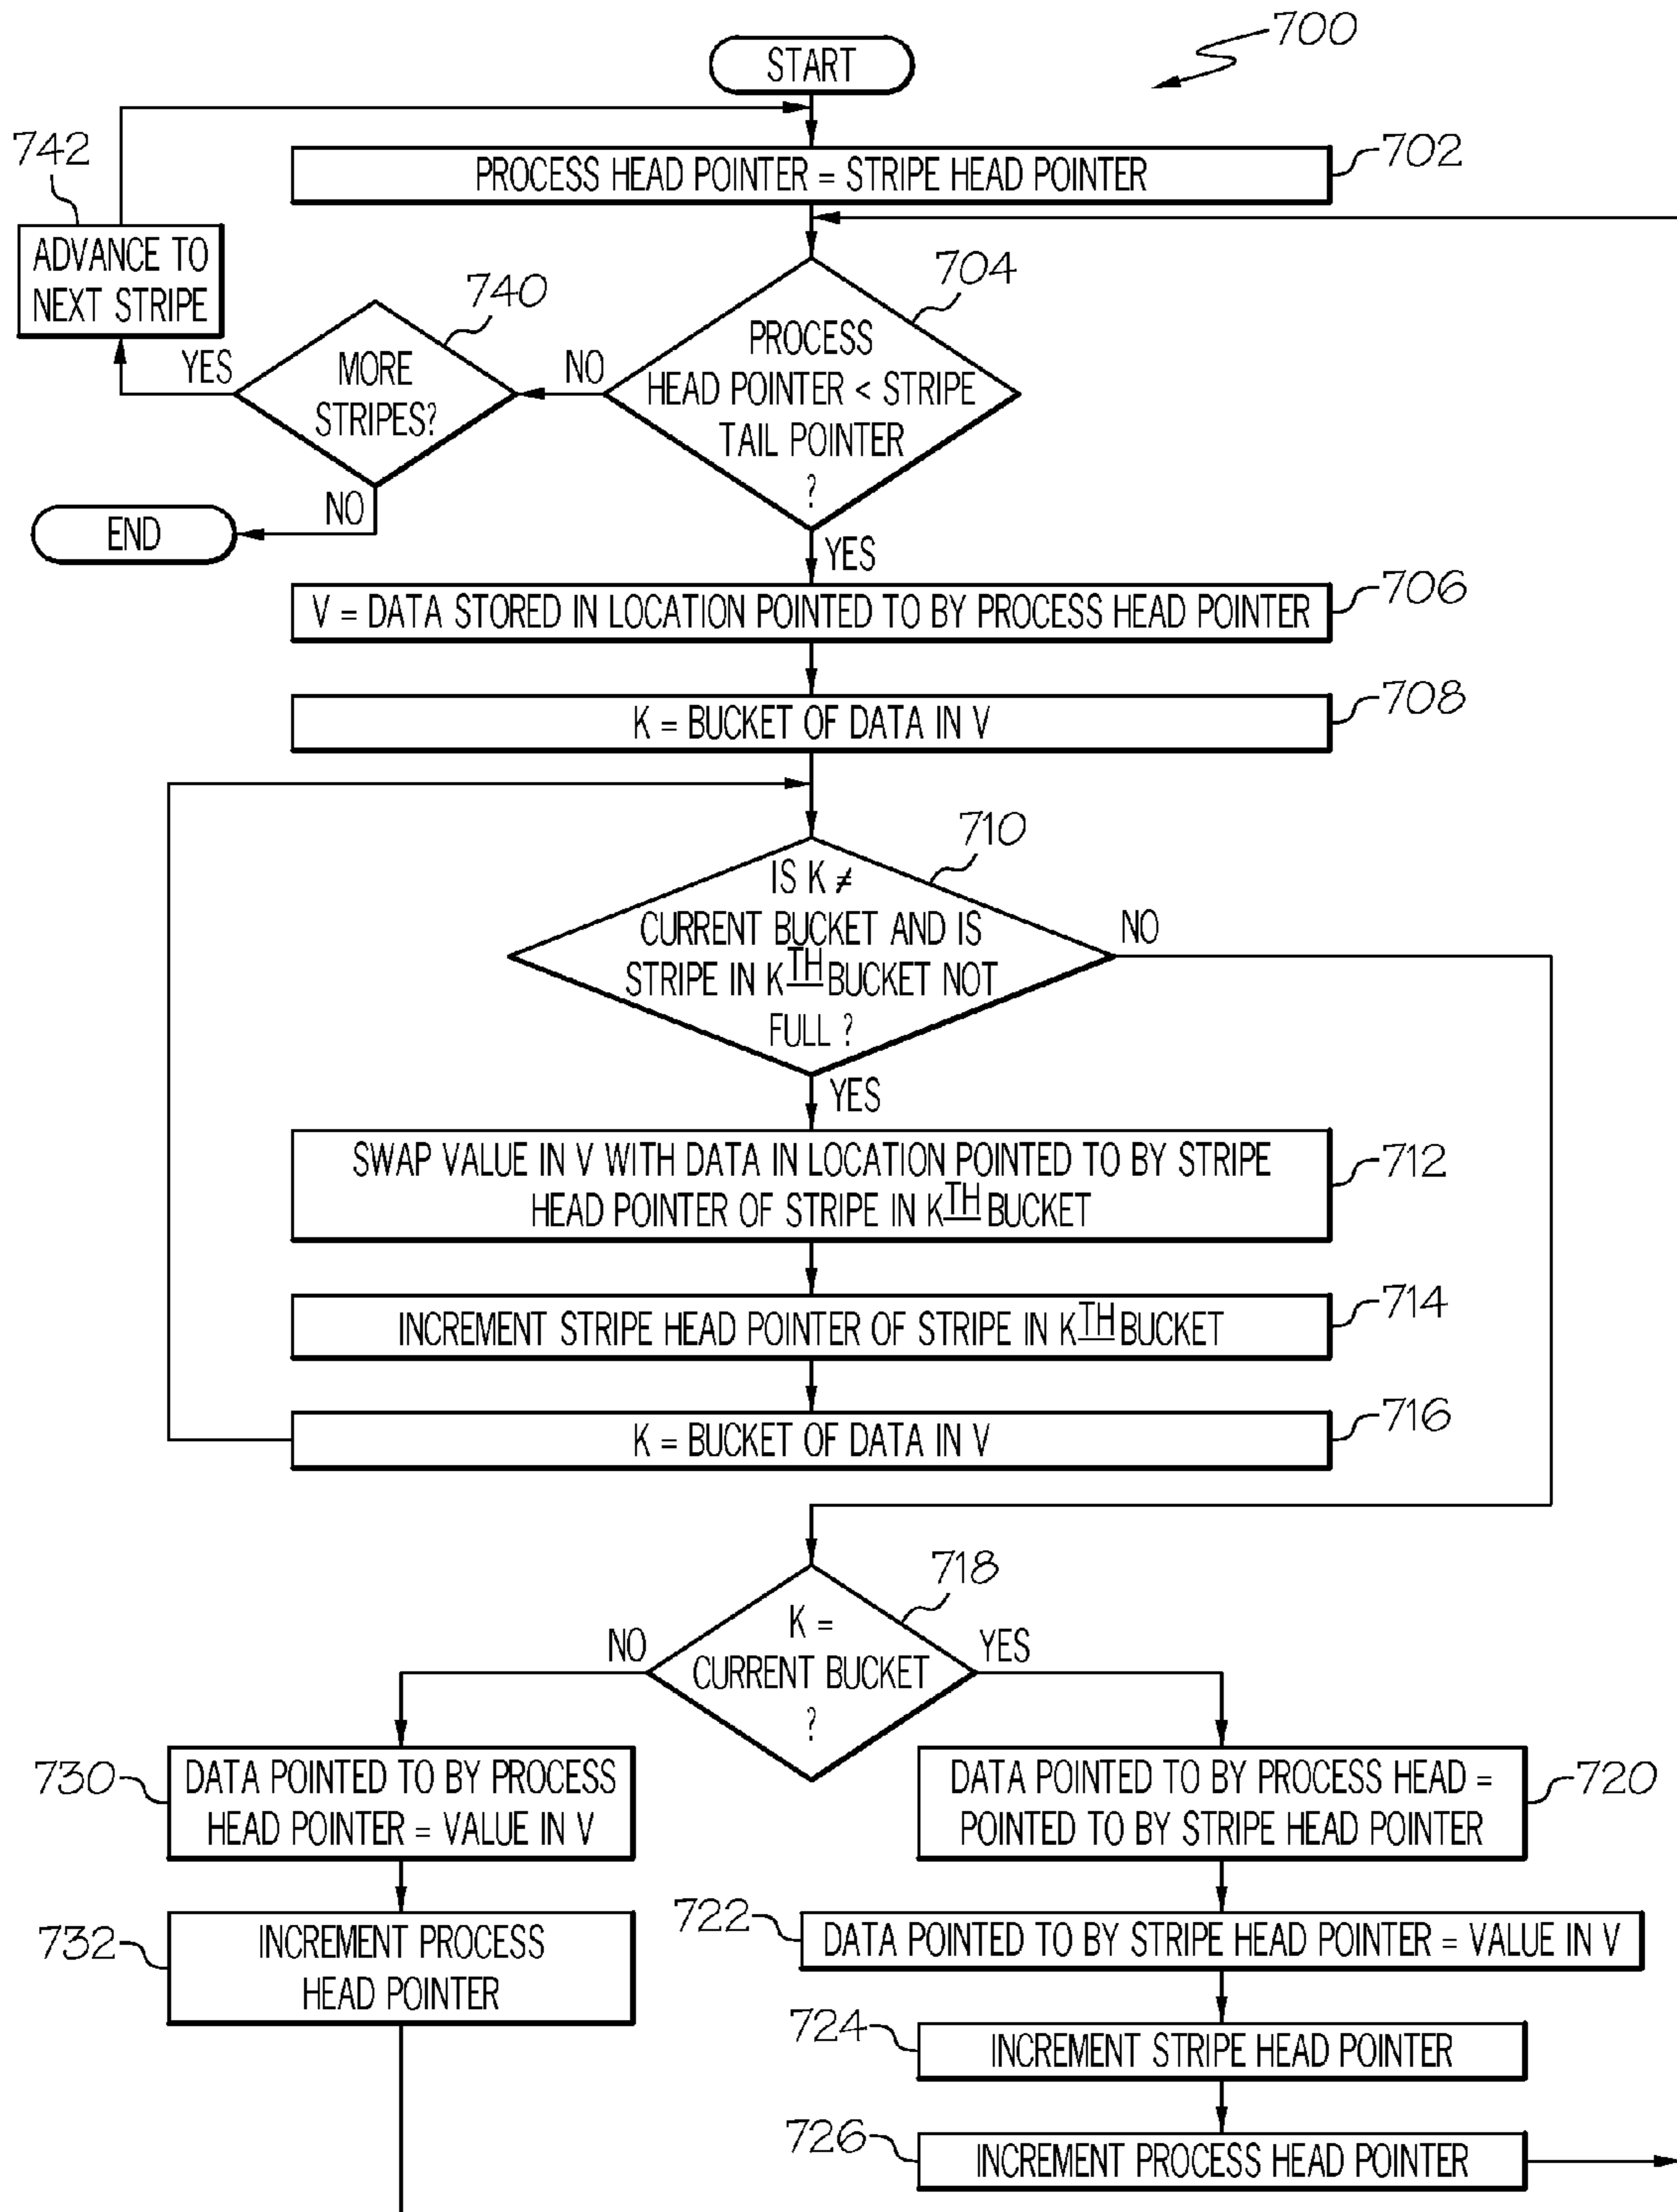 700
START
742
PROCESS HEAD POINTER = STRIPE HEAD POINTER
702
ADVANCE TO
NEXT STRIPE
740
704
YES
MORE
STRIPES?
NO
PROCESS
HEAD POINTER < STRIPE
TAIL POINTER
?
END
NO
YES
V = DATA STORED IN LOCATION POINTED TO BY PROCESS HEAD POINTER
706
K = BUCKET OF DATA IN V
708
710
IS K ≠
CURRENT BUCKET AND IS
STRIPE IN KTH BUCKET NOT
FULL ?
NO
YES
SWAP VALUE IN V WITH DATA IN LOCATION POINTED TO BY STRIPE
HEAD POINTER OF STRIPE IN KTH BUCKET
712
INCREMENT STRIPE HEAD POINTER OF STRIPE IN KTH BUCKET
714
K = BUCKET OF DATA IN V
716
718
NO
K =
CURRENT BUCKET
?
YES
730
DATA POINTED TO BY PROCESS
HEAD POINTER = VALUE IN V
DATA POINTED TO BY PROCESS HEAD =
POINTED TO BY STRIPE HEAD POINTER
720
732
INCREMENT PROCESS
HEAD POINTER
722
DATA POINTED TO BY STRIPE HEAD POINTER = VALUE IN V
724
INCREMENT STRIPE HEAD POINTER
726
INCREMENT PROCESS HEAD POINTER